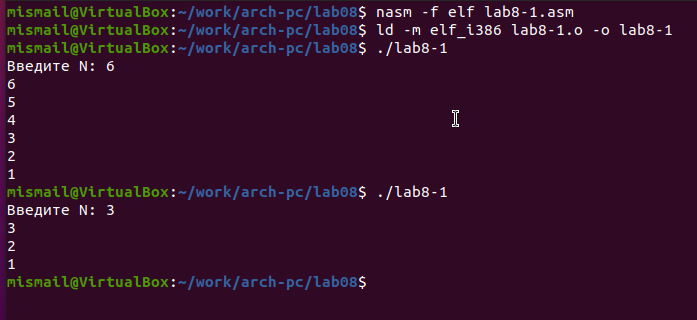 mismail@VirtualBox:~/work/arch-pc/lab08$ nasm -f elf lab8-1.asm
mismail@VirtualBox:~/work/arch-pc/lab08$ ld -m elf_i386 lab8-1.o -o lab8-1
mismail@VirtualBox:~/work/arch-pc/lab08$ ./lab8-1
Введите N: 6
6
5
4
3
2
1
mismail@VirtualBox:~/work/arch-pc/lab08$ ./lab8-1
Введите N: 3
3
2
1
mismail@VirtualBox:~/work/arch-pc/lab08$